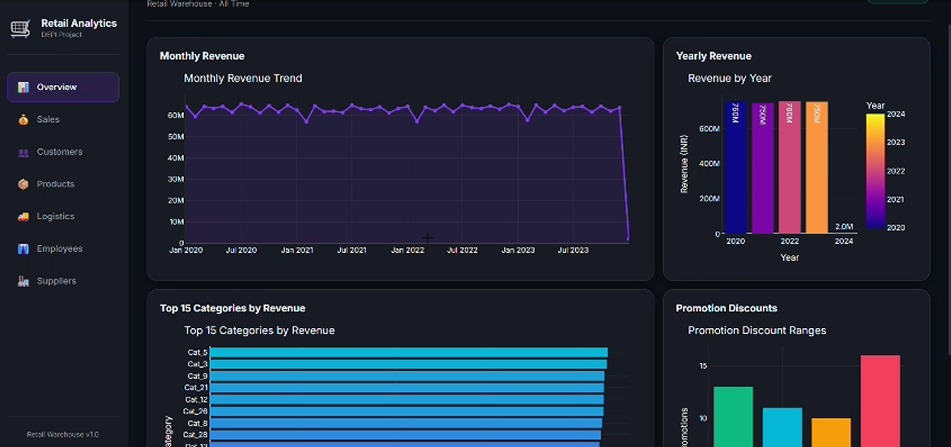 Retail Analytics
DEPI Project
Overview
Sales
Customers
Products
Logistics
Employees
Suppliers
Retail Warehouse v1.0
Retail Warehouse · All Time
Monthly Revenue
Monthly Revenue Trend
60M
50M
40M
30M
20M
10M
0
Jan 2020 Jul 2020 Jan 2021 Jul 2021 Jan 2022 Jul 2022 Jan 2023 Jul 2023
Yearly Revenue
Revenue by Year
Revenue (INR)
600M
400M
200M
0
760M 750M 760M 750M 2.0M
2020 2022 2024
Year
Year
2024
2023
2022
2021
2020
Top 15 Categories by Revenue
Top 15 Categories by Revenue
Cat_5
Cat_3
Cat_9
Cat_21
Cat_12
Cat_26
Cat_8
Cat_28
Promotion Discounts
Promotion Discount Ranges
15
10